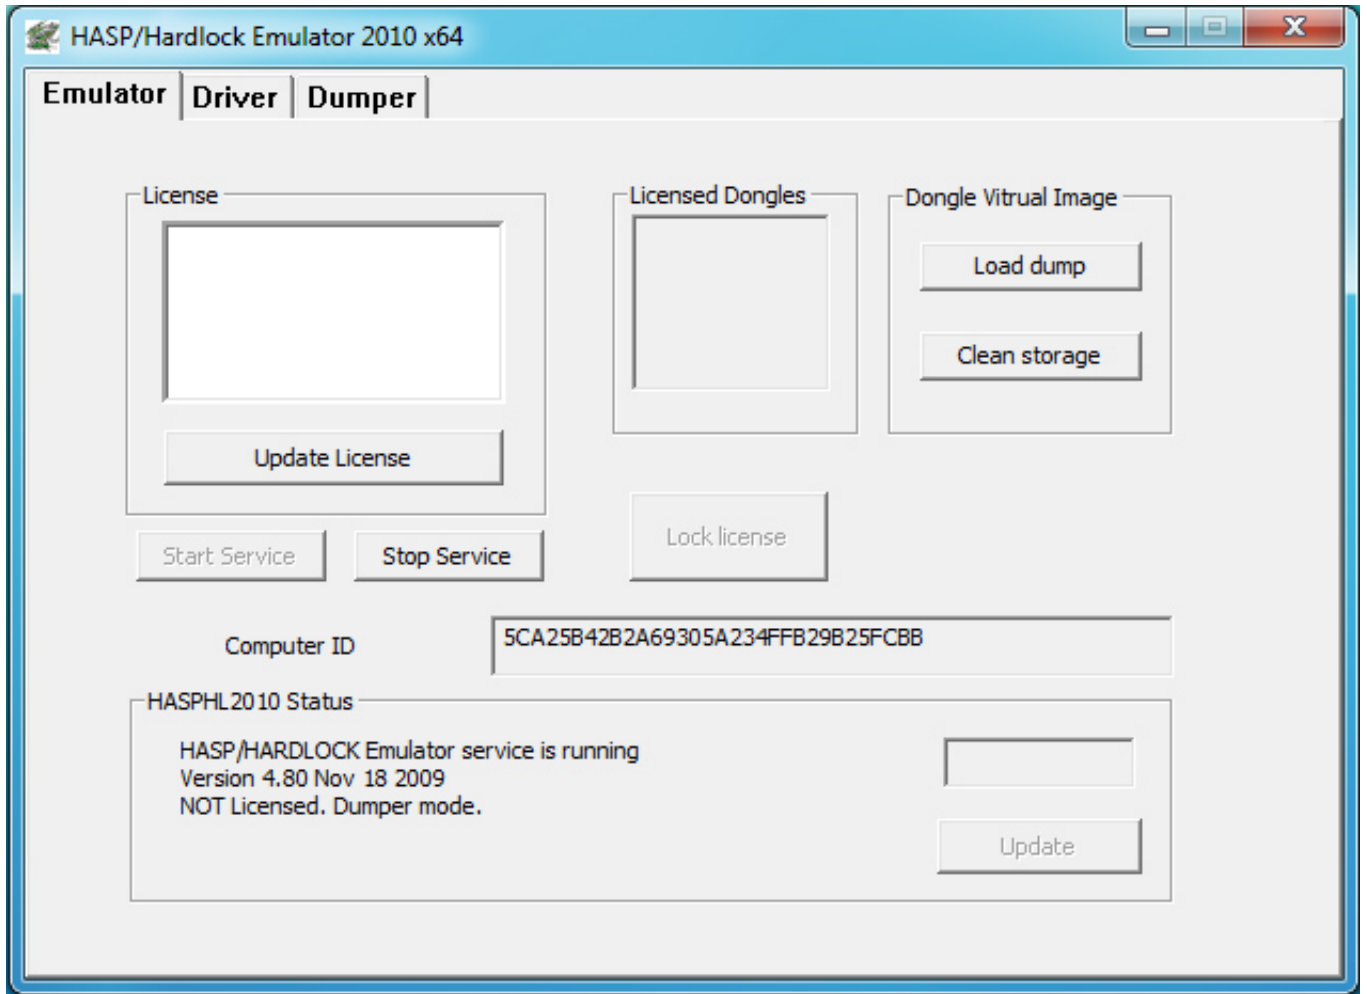 HASP/Hardlock Emulator 2010 x64
Emulator Driver Dumper
License
Licensed Dongles
Dongle Vitrual Image
Load dump
Clean storage
Update License
Start Service
Stop Service
Lock license
Computer ID
5CA25B42B2A69305A234FFB29B25FCBB
HASPHL2010 Status
HASP/HARDLOCK Emulator service is running
Version 4.80 Nov 18 2009
NOT Licensed. Dumper mode.
Update